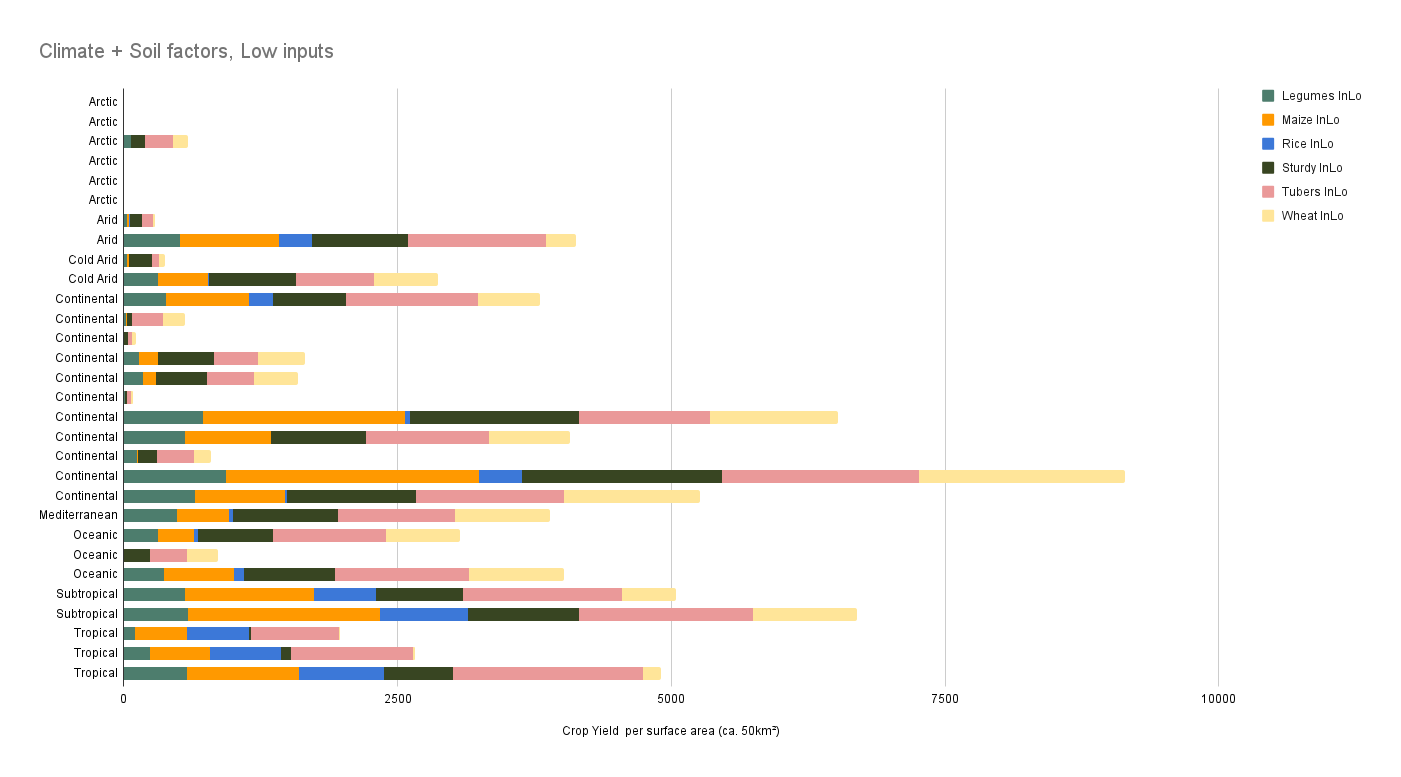 Climate + Soil factors, Low inputs
Legumes InLo
Maize InLo
Rice InLo
Sturdy InLo
Tubers InLo
Wheat InLo
Arctic
Arctic
Arctic
Arctic
Arctic
Arctic
Arid
Arid
Cold Arid
Cold Arid
Continental
Continental
Continental
Continental
Continental
Continental
Continental
Continental
Continental
Continental
Continental
Mediterranean
Oceanic
Oceanic
Oceanic
Subtropical
Subtropical
Tropical
Tropical
Tropical
0 2500 5000 7500 10000
Crop Yield per surface area (ca. 50km²)